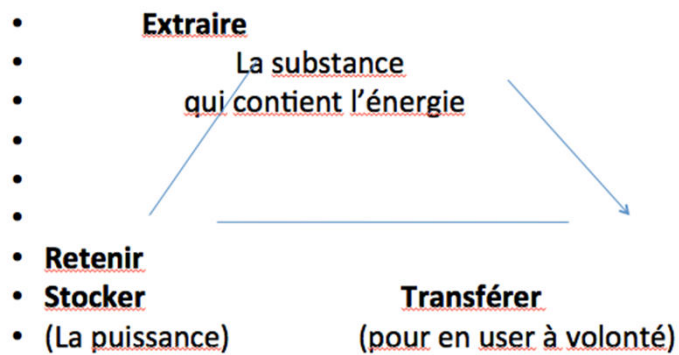 • Extraire
• La substance
• qui contient l’énergie
•
•
•
• Retenir
• Stocker Transférer
• (La puissance) (pour en user à volonté)